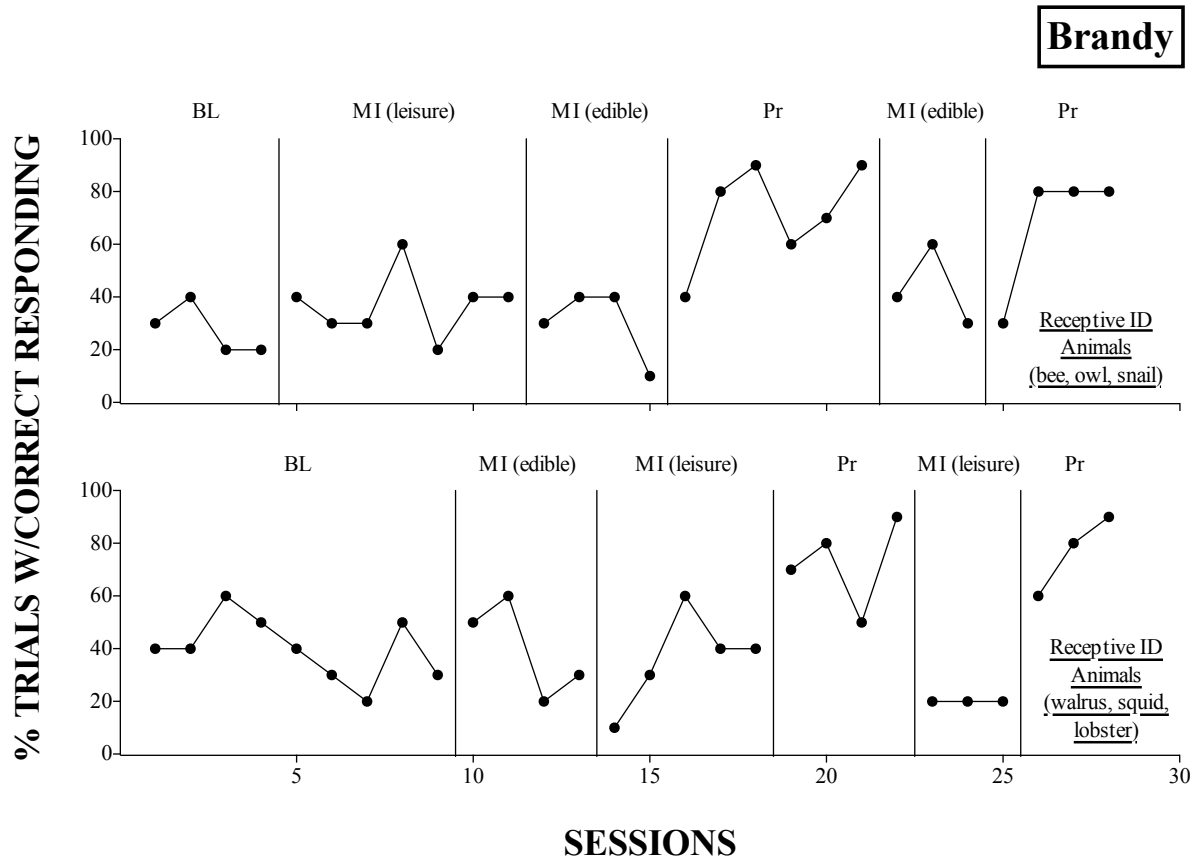 Brandy
% TRIALS W/CORRECT RESPONDING
BL MI (leisure) MI (edible) Pr MI (edible) Pr
100
80
60
40
20
0
Receptive ID
Animals
(bee, owl, snail)
BL MI (edible) MI (leisure) Pr MI (leisure) Pr
100
80
60
40
20
0
Receptive ID
Animals
(walrus, squid,
lobster)
5 10 15 20 25 30
SESSIONS